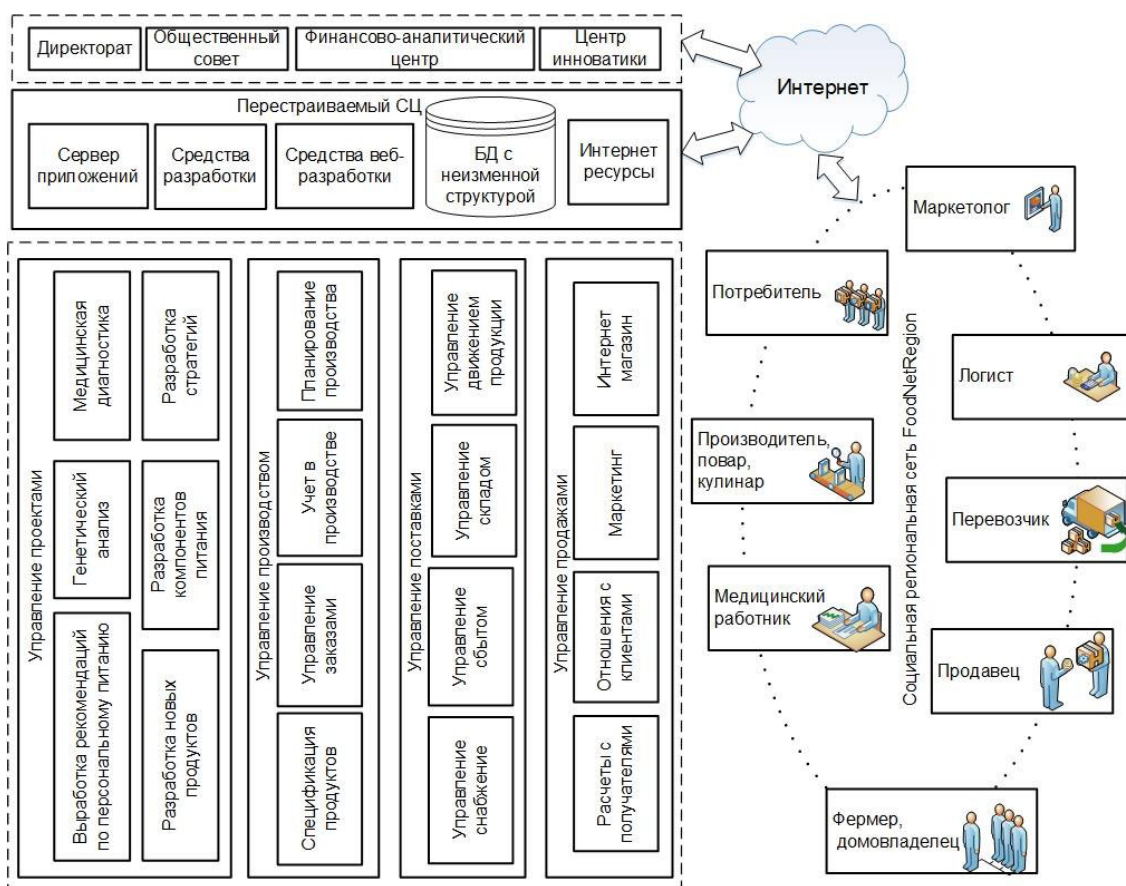 Директорат
Общественный
совет
Финансово-аналитический
центр
Центр
инноватики
Интернет
Перестраиваемый СЦ
Сервер
приложений
Средства
разработки
Средства веб-
разработки
БД с
неизменной
структурой
Интернет
ресурсы
Управление проектами
Медицинская
диагностика
Разработка
стратегий
Генетический
анализ
Разработка
компонентов
питания
Выработка рекомендаций
по персональному питанию
Разработка новых
продуктов
Управление производством
Планирование
производства
Учет в
производстве
Управление
заказами
Спецификация
продуктов
Управление поставками
Управление
движением
продукции
Управление
складом
Управление
сбытом
Управление
снабжение
Управление продажами
Интернет
магазин
Маркетинг
Отношения с
клиентами
Расчеты с
получателями
Маркетолог
Потребитель
Логист
Производитель,
повар,
кулинар
Перевозчик
Медицинский
работник
Продавец
Фермер,
домовладелец
Социальная региональная сеть FoodNetRegion